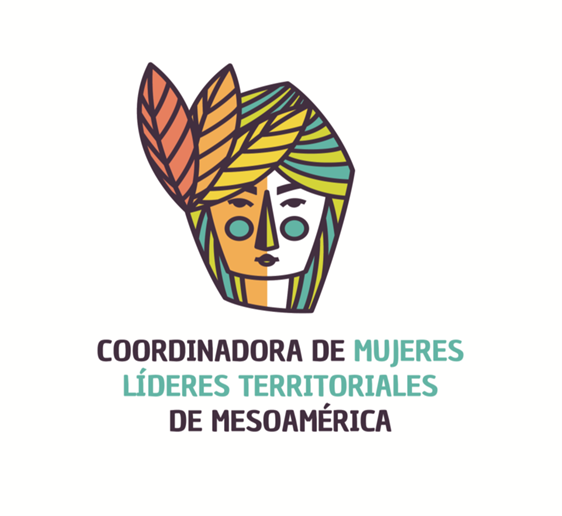 COORDINADORA DE MUJERES
LÍDERES TERRITORIALES
DE MESOAMÉRICA